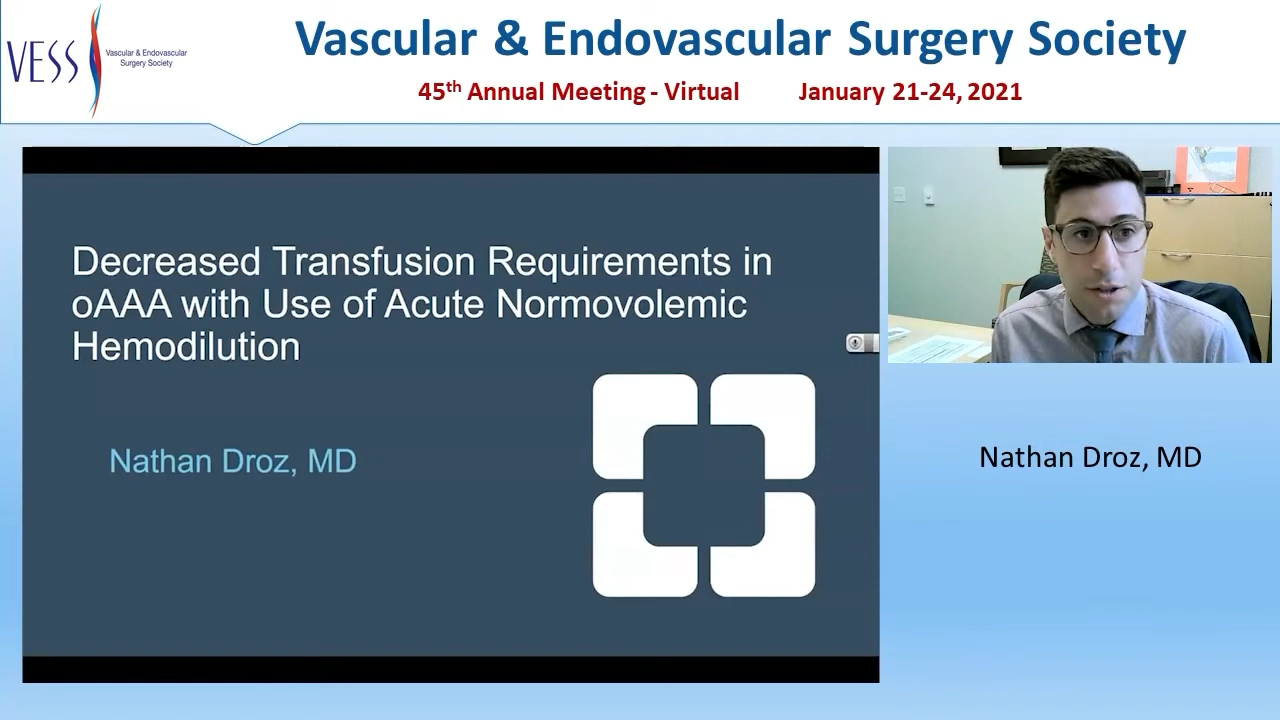 VESS
Vascular & Endovascular
Surgery Society
Vascular & Endovascular Surgery Society
45th Annual Meeting - Virtual January 21-24, 2021
Decreased Transfusion Requirements in
oAAA with Use of Acute Normovolemic
Hemodilution
Nathan Droz, MD
Nathan Droz, MD